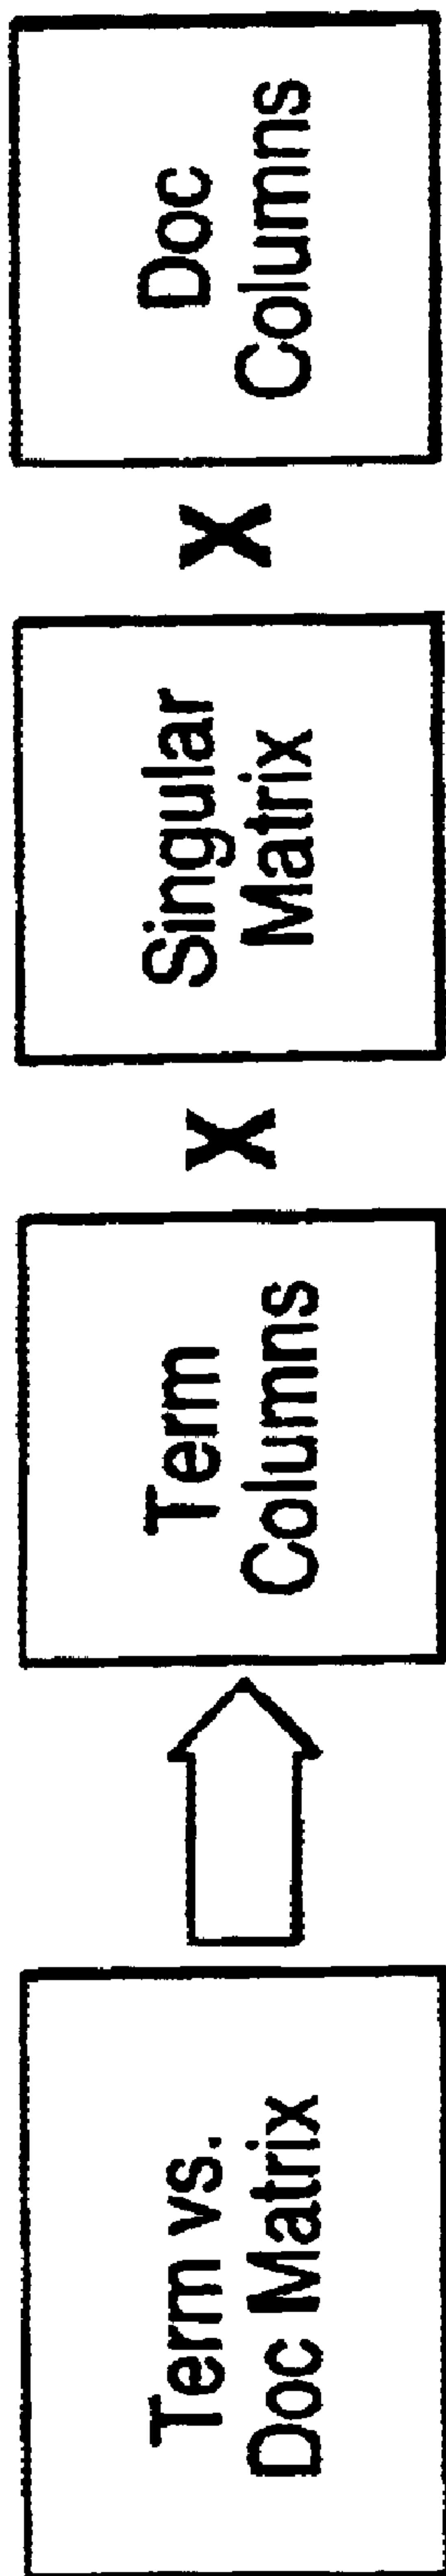 Term vs.
Doc Matrix
Term
Columns
X
Singular
Matrix
X
Doc
Columns